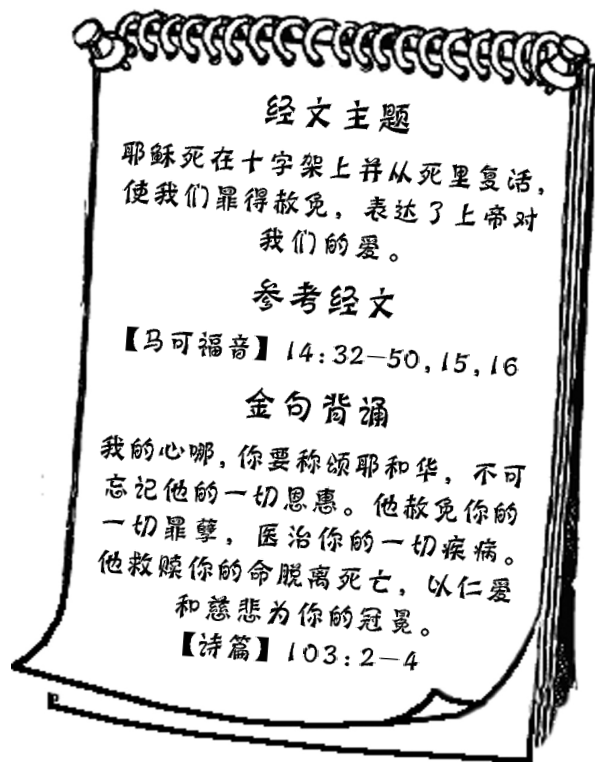 经文主题
耶稣死在十字架上并从死里复活，
使我们罪得赦免，表达了上帝对
我们的爱。
参考经文
【马可福音】14:32—50,15,16
金句背诵
我的心哪，你要称颂耶和华，不可
忘记他的一切恩惠。他赦免你的
一切罪孽，医治你的一切疾病。
他救赎你的命脱离死亡，以仁爱
和慈悲为你的冠冕。
【诗篇】103:2—4